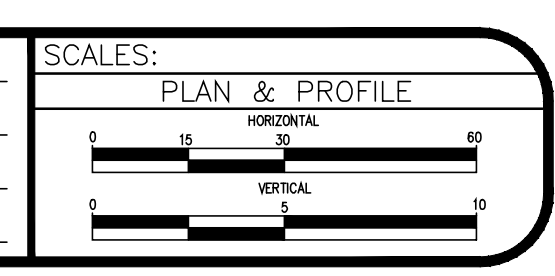 SCALES:
PLAN & PROFILE
HORIZONTAL
0 15 30 60
VERTICAL
0 5 10